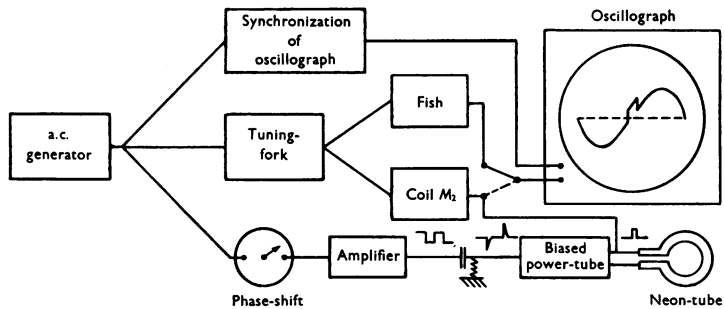 Oscillograph
Synchronization
of
oscillograph
Fish
a.c.
generator
Tuning-
fork
Coil M₂
Amplifier
Biased
power-tube
Phase-shift
Neon-tube